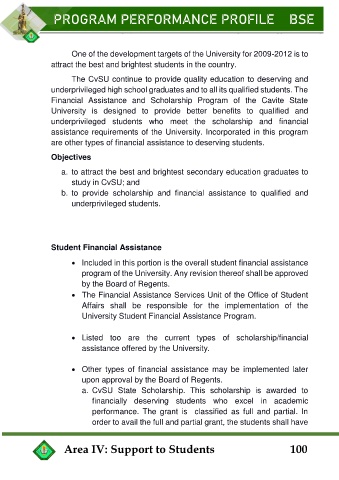 PROGRAM PERFORMANCE PROFILE BSE
One of the development targets of the University for 2009-2012 is to
attract the best and brightest students in the country.
The CvSU continue to provide quality education to deserving and
underprivileged high school graduates and to all its qualified students. The
Financial Assistance and Scholarship Program of the Cavite State
University is designed to provide better benefits to qualified and
underprivileged students who meet the scholarship and financial
assistance requirements of the University. Incorporated in this program
are other types of financial assistance to deserving students.
Objectives
a. to attract the best and brightest secondary education graduates to
study in CvSU; and
b. to provide scholarship and financial assistance to qualified and
underprivileged students.
Student Financial Assistance
• Included in this portion is the overall student financial assistance
program of the University. Any revision thereof shall be approved
by the Board of Regents.
• The Financial Assistance Services Unit of the Office of Student
Affairs shall be responsible for the implementation of the
University Student Financial Assistance Program.
• Listed too are the current types of scholarship/financial
assistance offered by the University.
• Other types of financial assistance may be implemented later
upon approval by the Board of Regents.
a. CvSU State Scholarship. This scholarship is awarded to
financially deserving students who excel in academic
performance. The grant is classified as full and partial. In
order to avail the full and partial grant, the students shall have
Area IV: Support to Students 100